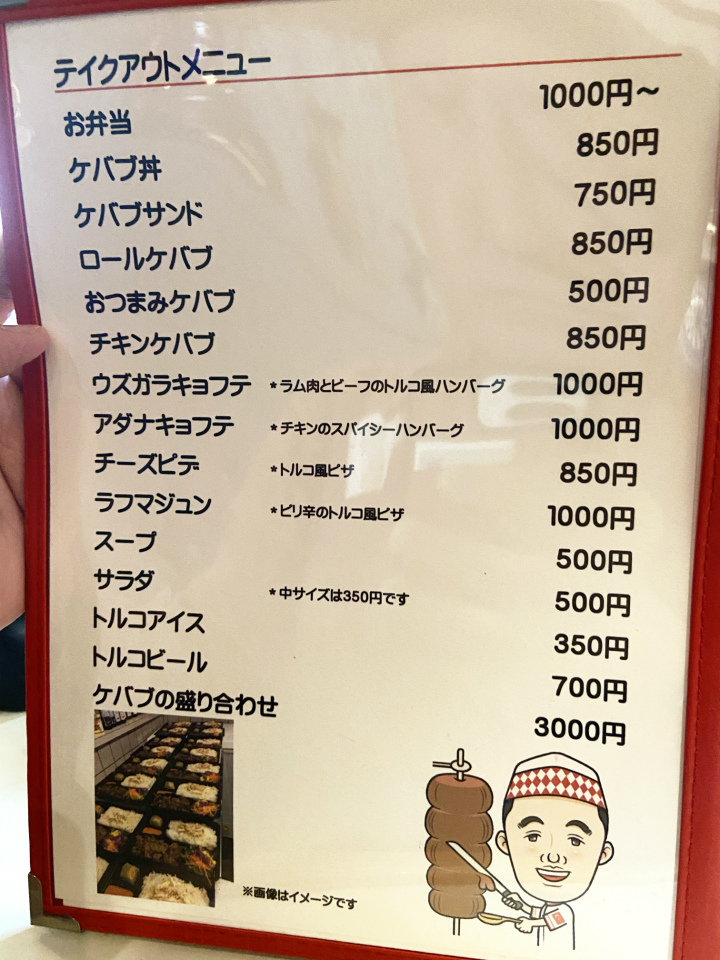 テイクアウトメニュー
お弁当 1000円～
ケバブ丼 850円
ケバブサンド 750円
ロールケバブ 850円
おつまみケバブ 500円
チキンケバブ 850円
ウズガラキョフテ *ラム肉とビーフのトルコ風ハンバーグ 1000円
アダナキョフテ *チキンのスパイシーハンバーグ 1000円
チーズピデ *トルコ風ピザ 850円
ラフマジュン *ピリ辛のトルコ風ピザ 1000円
スープ 500円
サラダ *中サイズは350円です 500円
トルコアイス 350円
トルコビール 700円
ケバブの盛り合わせ 3000円
※画像はイメージです